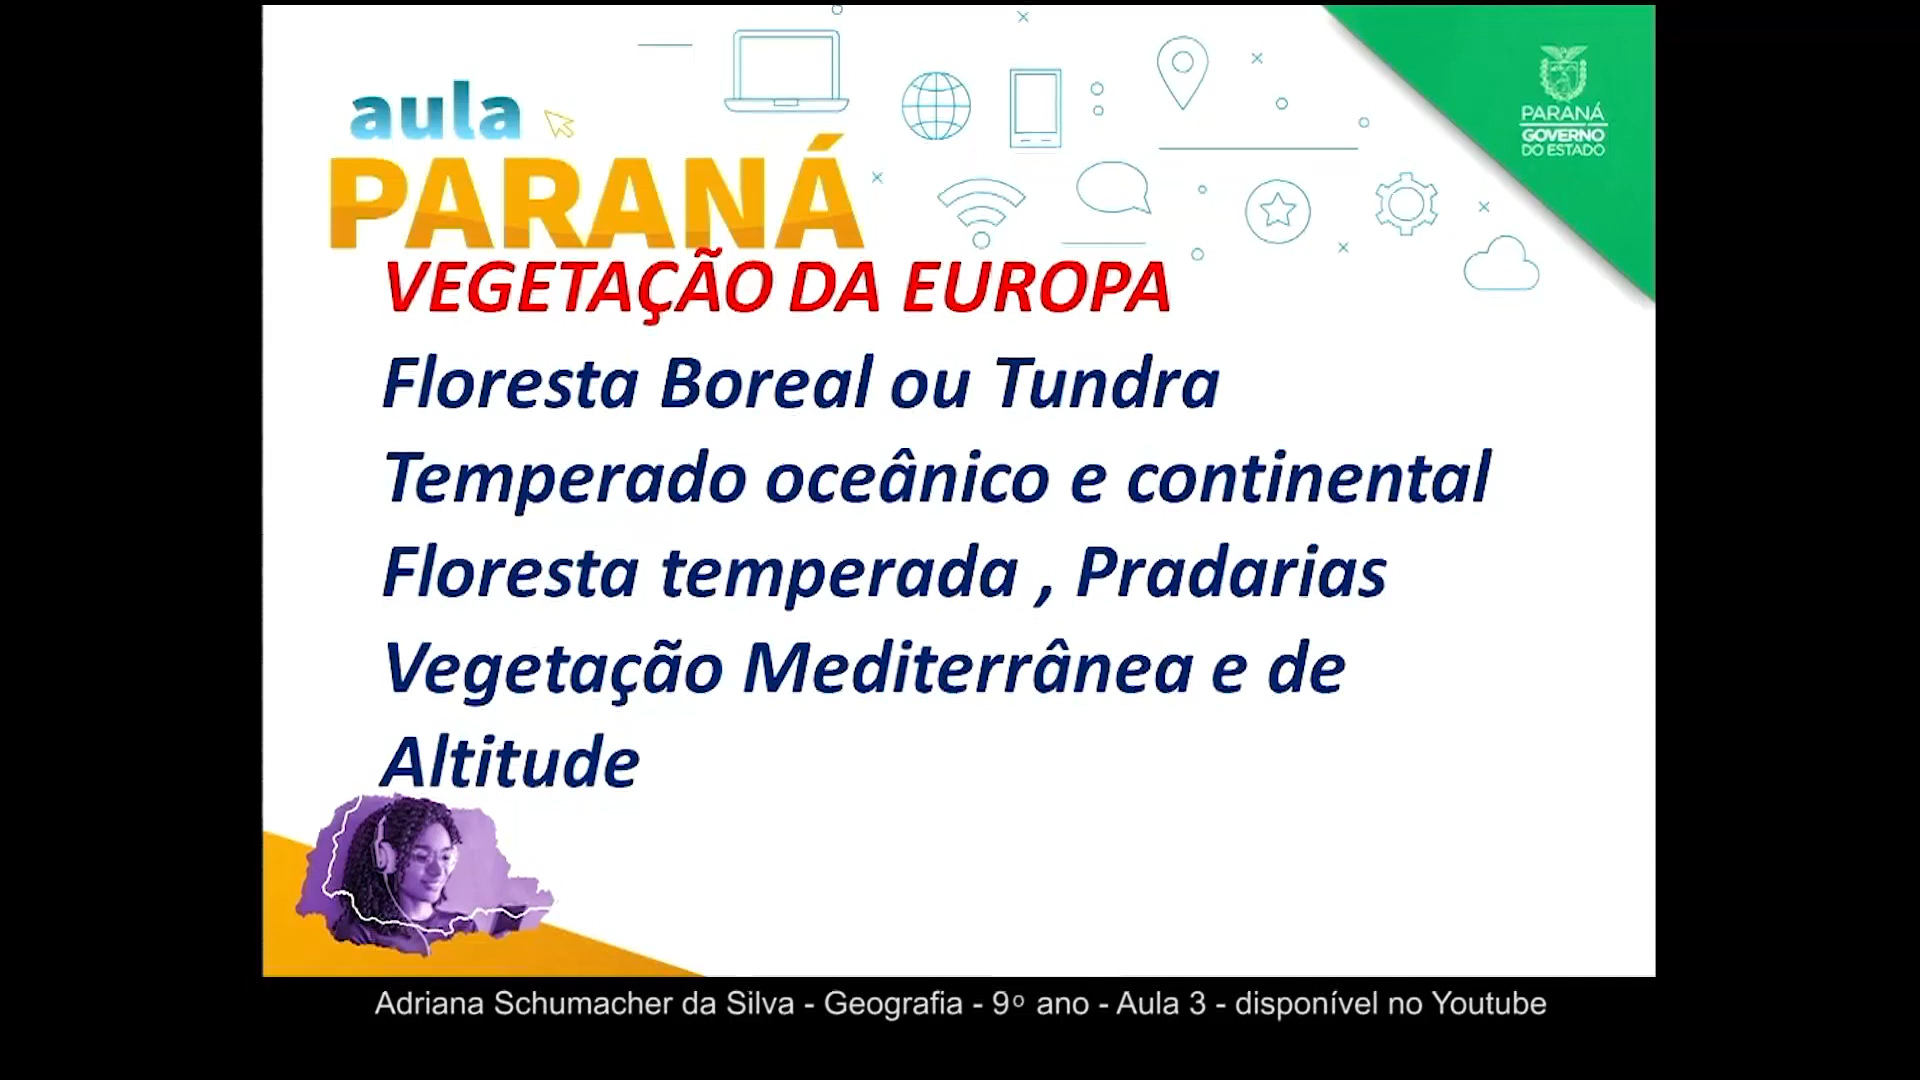 aula
PARANÁ
PARANÁ
GOVERNO
DO ESTADO
VEGETAÇÃO DA EUROPA
Floresta Boreal ou Tundra
Temperado oceânico e continental
Floresta temperada , Pradarias
Vegetação Mediterrânea e de
Altitude
Adriana Schumacher da Silva - Geografia - 9º ano - Aula 3 - disponível no Youtube